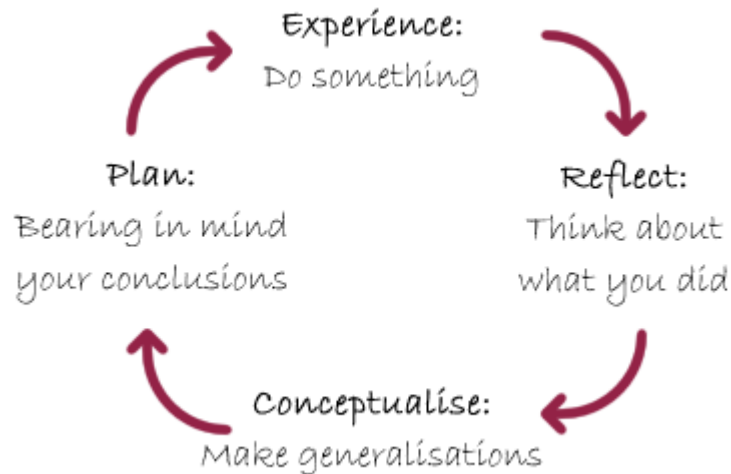 Experience:
Do something
Reflect:
Think about
what you did
Conceptualise:
Make generalisations
Plan:
Bearing in mind
your conclusions